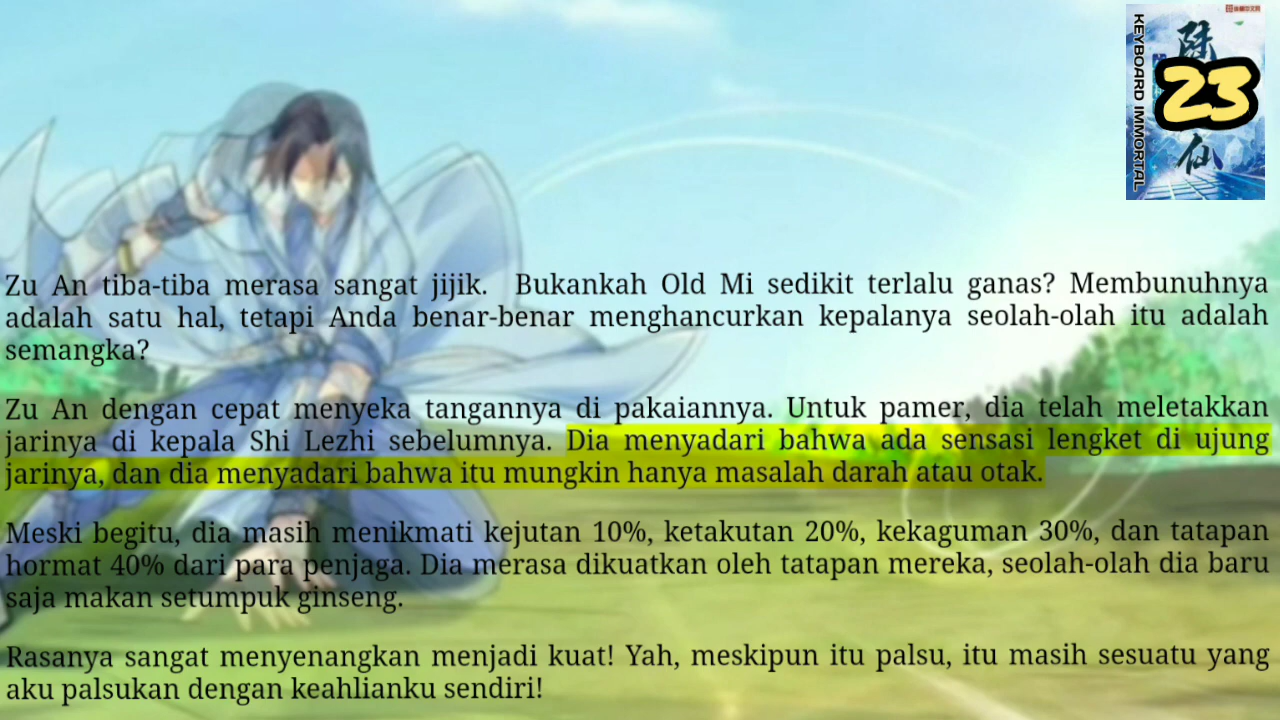 KEYBOARD IMMORTAL
23
仙
Zu An tiba-tiba merasa sangat jijik. Bukankah Old Mi sedikit terlalu ganas? Membunuhnya
adalah satu hal, tetapi Anda benar-benar menghancurkan kepalanya seolah-olah itu adalah
semangka?
Zu An dengan cepat menyeka tangannya di pakaiannya. Untuk pamer, dia telah meletakkan
jarinya di kepala Shi Lezhi sebelumnya. Dia menyadari bahwa ada sensasi lengket di ujung
jarinya, dan dia menyadari bahwa itu mungkin hanya masalah darah atau otak.
Meski begitu, dia masih menikmati kejutan 10%, ketakutan 20%, kekaguman 30%, dan tatapan
hormat 40% dari para penjaga. Dia merasa dikuatkan oleh tatapan mereka, seolah-olah dia baru
saja makan setumpuk ginseng.
Rasanya sangat menyenangkan menjadi kuat! Yah, meskipun itu palsu, itu masih sesuatu yang
aku palsukan dengan keahlianku sendiri!